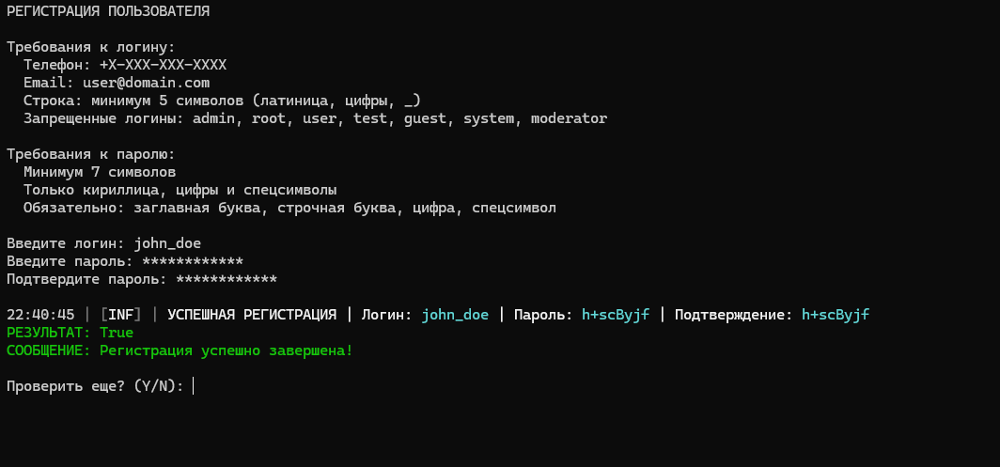 РЕГИСТРАЦИЯ ПОЛЬЗОВАТЕЛЯ
Требования к логину:
Телефон: +X-XXX-XXX-XXXX
Email: user@domain.com
Строка: минимум 5 символов (латиница, цифры, _)
Запрещенные логины: admin, root, user, test, guest, system, moderator
Требования к паролю:
Минимум 7 символов
Только кириллица, цифры и спецсимволы
Обязательно: заглавная буква, строчная буква, цифра, спецсимвол
Введите логин: john_doe
Введите пароль: ************
Подтвердите пароль: ************
22:40:45 | [INF] | УСПЕШНАЯ РЕГИСТРАЦИЯ | Логин: john_doe | Пароль: h+scByjf | Подтверждение: h+scByjf
РЕЗУЛЬТАТ: True
СООБЩЕНИЕ: Регистрация успешно завершена!
Проверить еще? (Y/N):